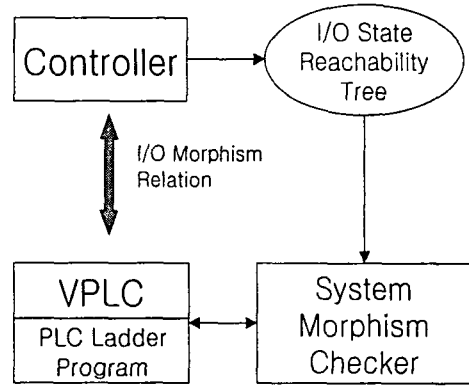 Controller
I/O State
Reachability
Tree
I/O Morphism
Relation
VPLC
PLC Ladder
Program
System
Morphism
Checker